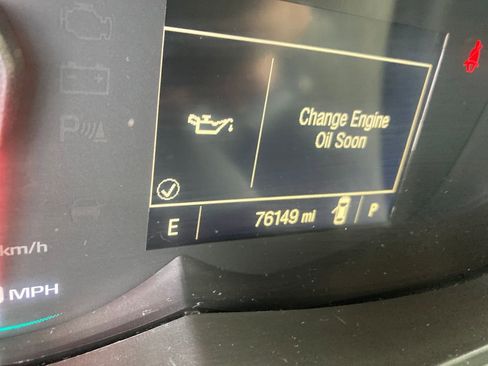 Change Engine
Oil Soon
E 76149 mi P
P
km/h
MPH